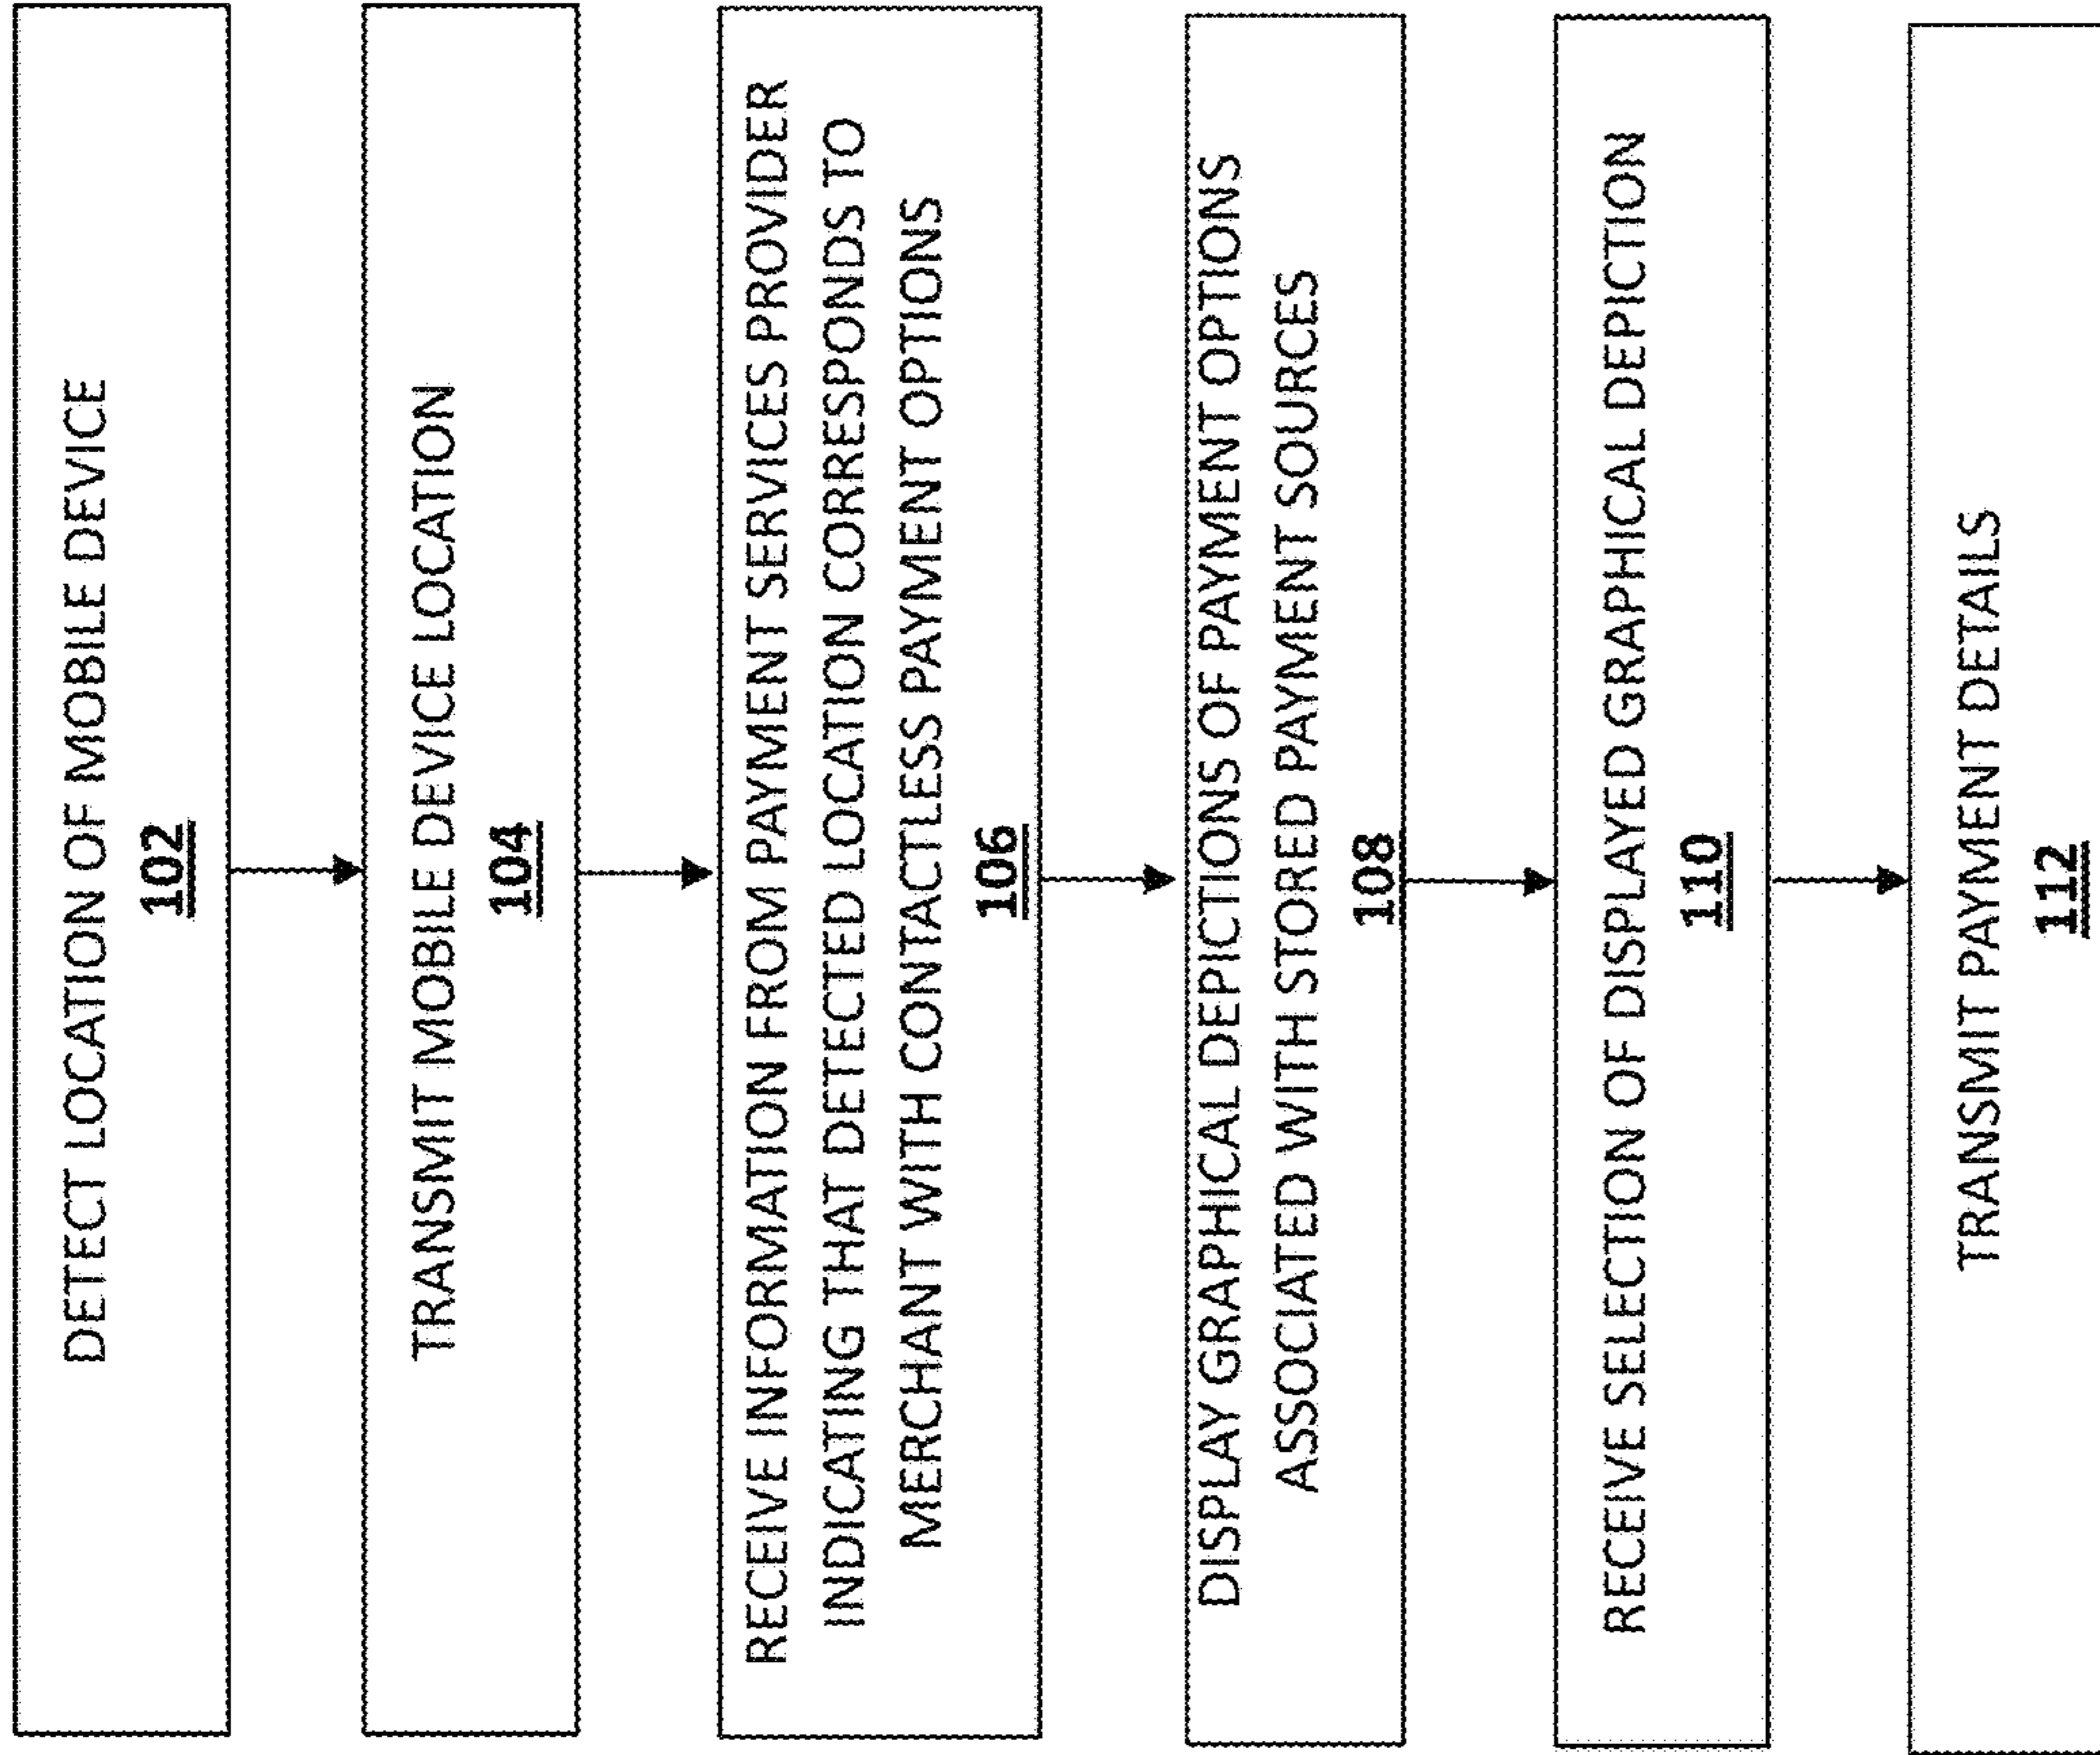 DETECT LOCATION OF MOBILE DEVICE
102
TRANSMIT MOBILE DEVICE LOCATION
104
RECEIVE INFORMATION FROM PAYMENT SERVICES PROVIDER
INDICATING THAT DETECTED LOCATION CORRESPONDS TO
MERCHANT WITH CONTACTLESS PAYMENT OPTIONS
106
DISPLAY GRAPHICAL DEPICTIONS OF PAYMENT OPTIONS
ASSOCIATED WITH STORED PAYMENT SOURCES
108
RECEIVE SELECTION OF DISPLAYED GRAPHICAL DEPICTION
110
TRANSMIT PAYMENT DETAILS
112